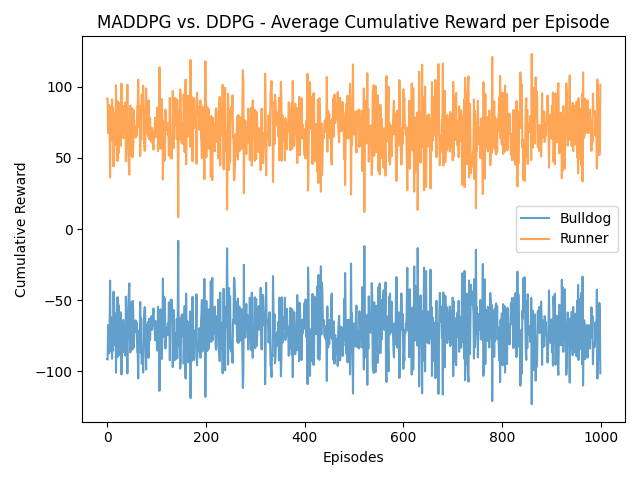 MADDPG vs. DDPG - Average Cumulative Reward per Episode
Cumulative Reward
100
50
0
−50
−100
Bulldog
Runner
0 200 400 600 800 1000
Episodes